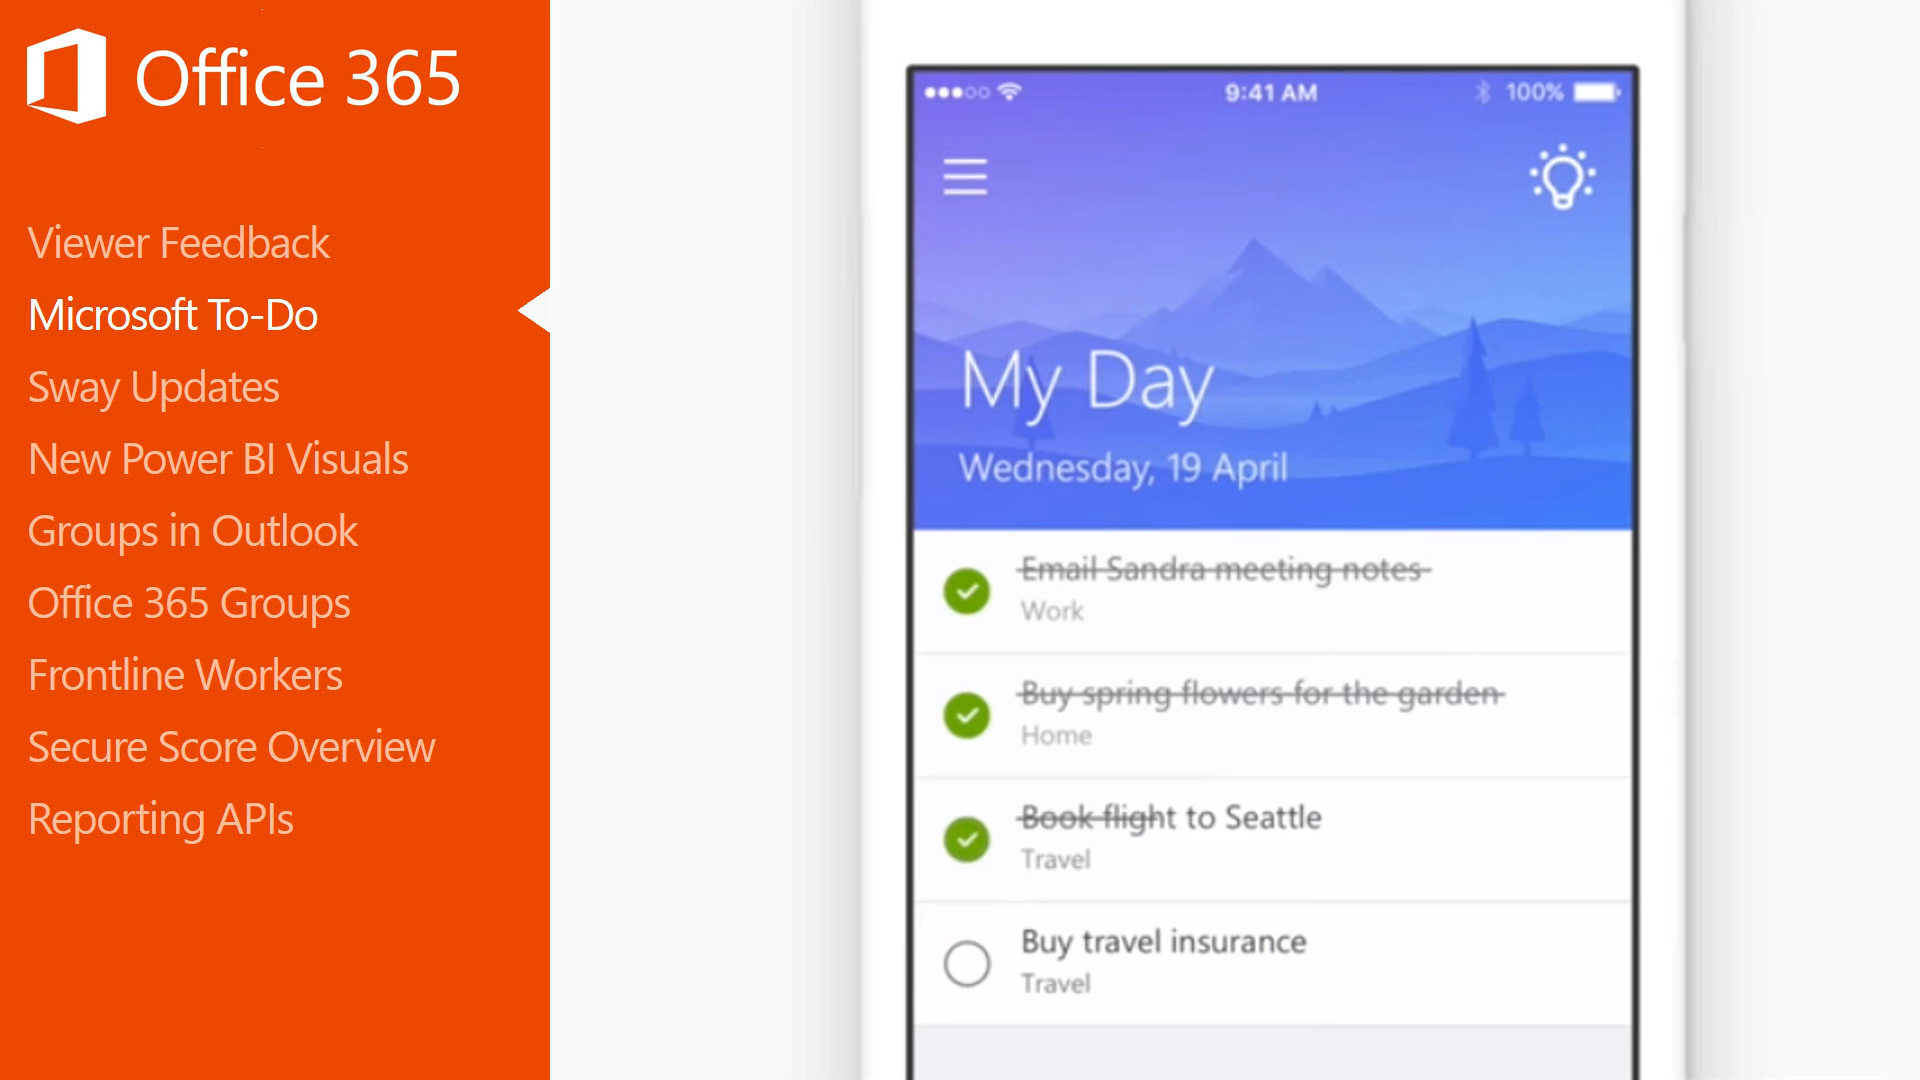 Office 365
Viewer Feedback
Microsoft To-Do
Sway Updates
New Power BI Visuals
Groups in Outlook
Office 365 Groups
Frontline Workers
Secure Score Overview
Reporting APIs
9:41 AM
100%
My Day
Wednesday, 19 April
Email Sandra meeting notes
Work
Buy spring flowers for the garden
Home
Book flight to Seattle
Travel
Buy travel insurance
Travel